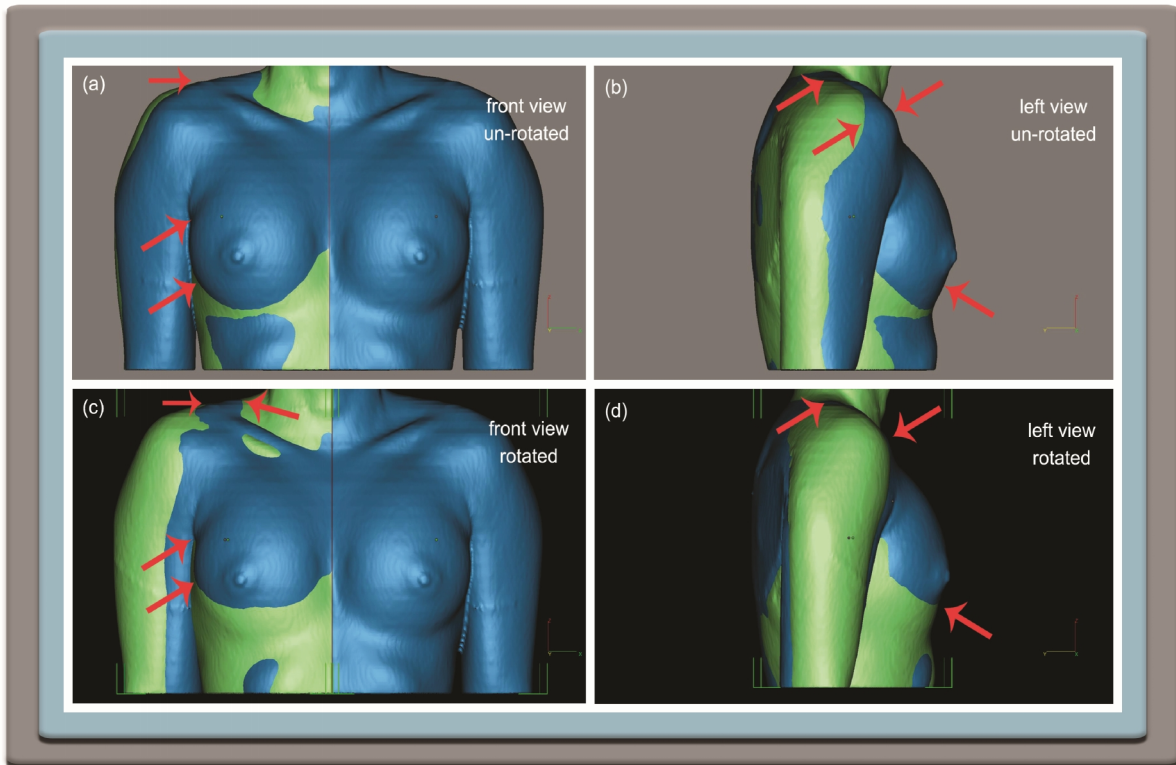 (a)
front view
un-rotated
(b)
left view
un-rotated
(c)
front view
rotated
(d)
left view
rotated